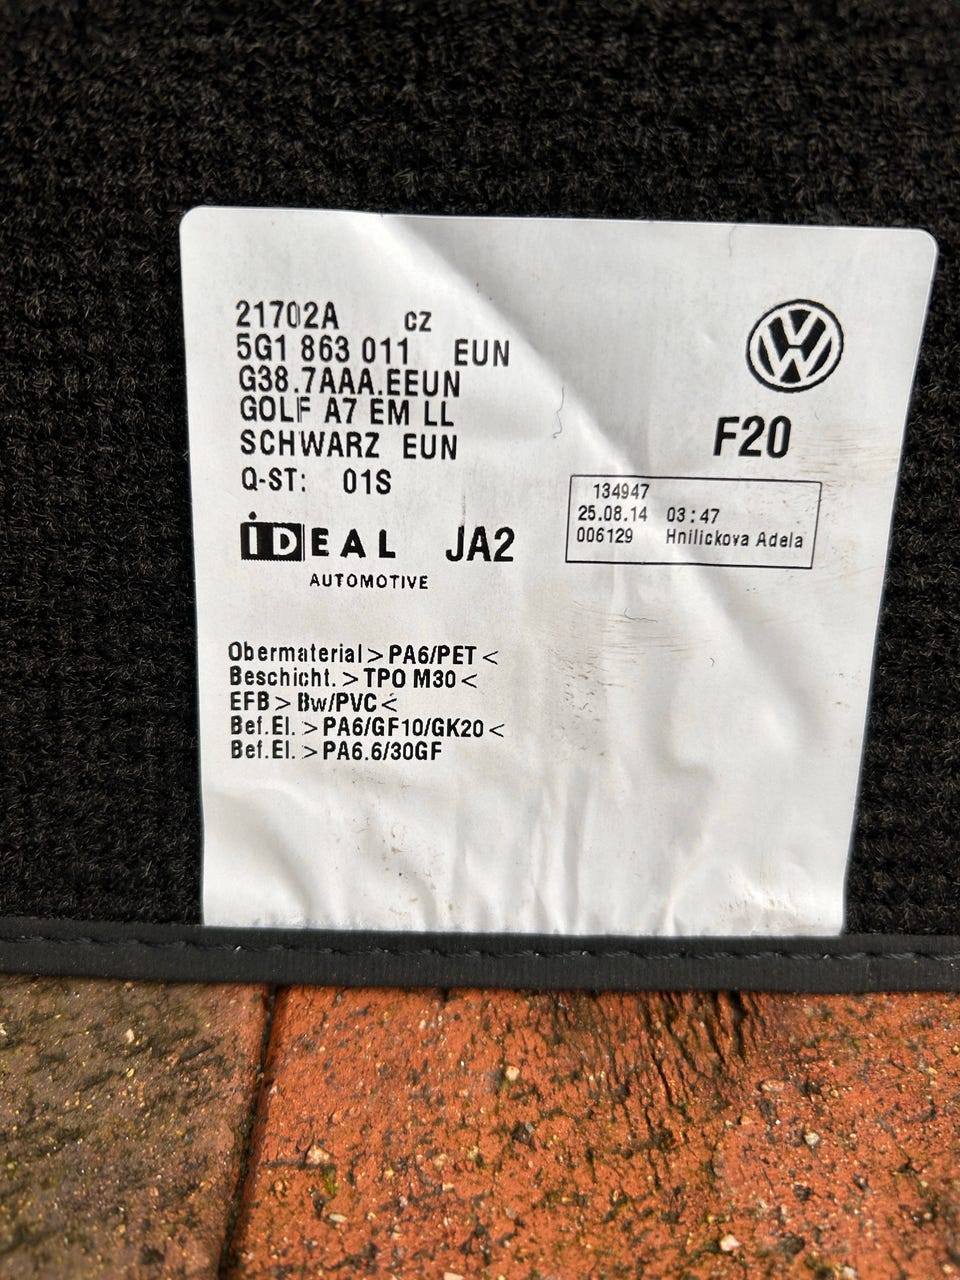 21702A CZ
5G1 863 011 EUN
G38.7AAA.EEUN
GOLF A7 EM LL
SCHWARZ EUN
Q-ST: 01S
VW
F20
134947
25.08.14 03:47
006129 Hnilickova Adela
iDEAL JA2
AUTOMOTIVE
Obermaterial > PA6/PET <
Beschicht. > TPO M30 <
EFB > Bw/PVC <
Bef.El. > PA6/GF10/GK20 <
Bef.El. > PA6.6/30GF